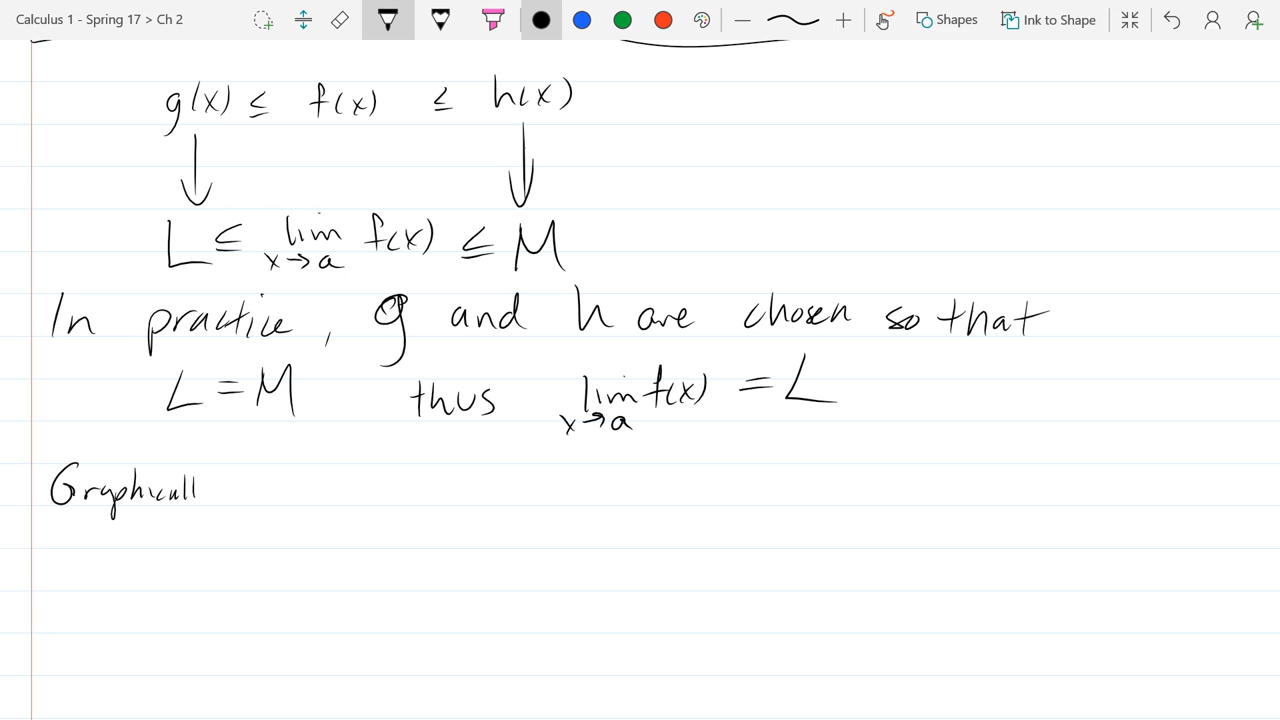 Calculus 1 - Spring 17 > Ch 2
Shapes
Ink to Shape
g(x) ≤ f(x) ≤ h(x)
L ≤ lim f(x) ≤ M
x→a
In practice, g and h are chosen so that
L = M thus lim f(x) = L
x→a
Graphicall